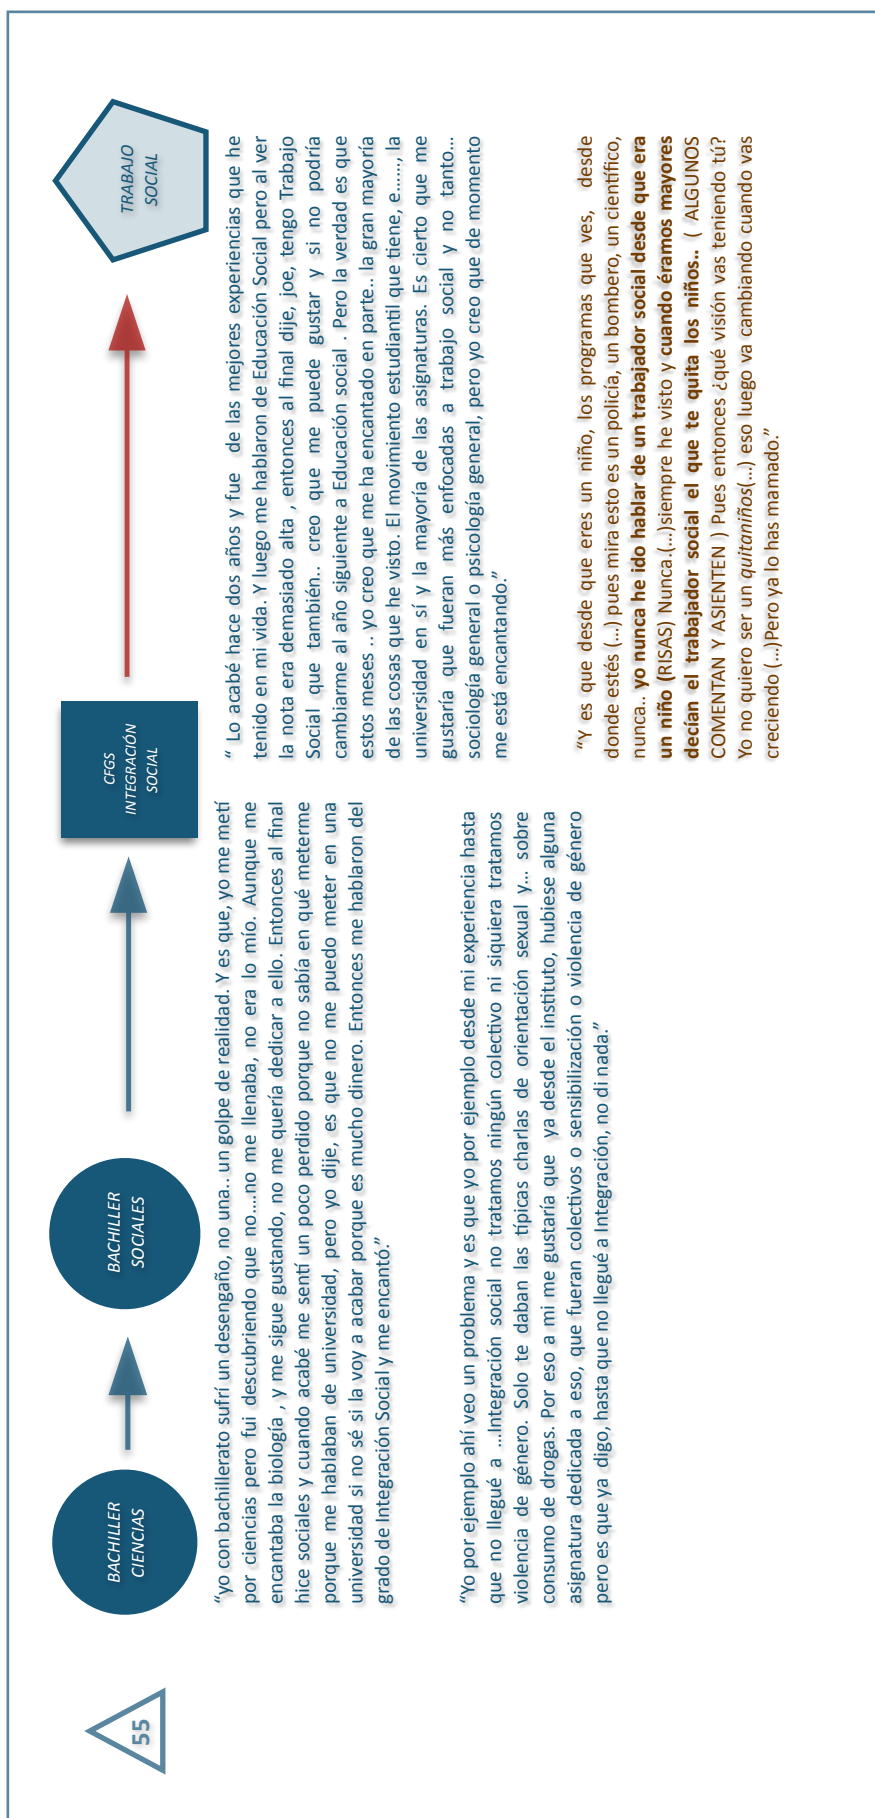 55
BACHILLER
CIENCIAS
BACHILLER
SOCIALES
CFGS
INTEGRACIÓN
SOCIAL
TRABAJO
SOCIAL
“yo con bachillerato sufrí un desengaño, no una.. un golpe de realidad. Y es que, yo me metí
por ciencias pero fui descubriendo que no....no me llenaba, no era lo mío. Aunque me
encantaba la biología , y me sigue gustando, no me quería dedicar a ello. Entonces al final
hice sociales y cuando acabé me sentí un poco perdido porque no sabía en qué meterme
porque me hablaban de universidad, pero yo dije, es que no me puedo meter en una
universidad si no sé si la voy a acabar porque es mucho dinero. Entonces me hablaron del
grado de Integración Social y me encantó.”
“Yo por ejemplo ahí veo un problema y es que yo por ejemplo desde mi experiencia hasta
que no llegué a ...Integración social no tratamos ningún colectivo ni siquiera tratamos
violencia de género. Solo te daban las típicas charlas de orientación sexual y... sobre
consumo de drogas. Por eso a mi me gustaría que ya desde el instituto, hubiese alguna
asignatura dedicada a eso, que fueran colectivos o sensibilización o violencia de género
pero es que ya digo, hasta que no llegué a Integración, no di nada.”
“ Lo acabé hace dos años y fue de las mejores experiencias que he
tenido en mi vida. Y luego me hablaron de Educación Social pero al ver
la nota era demasiado alta , entonces al final dije, joe, tengo Trabajo
Social que también.. creo que me puede gustar y si no podría
cambiarme al año siguiente a Educación social . Pero la verdad es que
estos meses .. yo creo que me ha encantado en parte.. la gran mayoría
de las cosas que he visto. El movimiento estudiantil que tiene, e......, la
universidad en sí y la mayoría de las asignaturas. Es cierto que me
gustaría que fueran más enfocadas a trabajo social y no tanto...
sociología general o psicología general, pero yo creo que de momento
me está encantando.”
“Y es que desde que eres un niño, los programas que ves, desde
donde estés (...) pues mira esto es un policía, un bombero, un científico,
nunca.. yo nunca he ido hablar de un trabajador social desde que era
un niño (RISAS) Nunca.(...)siempre he visto y cuando éramos mayores
decían el trabajador social el que te quita los niños.. ( ALGUNOS
COMENTAN Y ASIENTEN ) Pues entonces ¿qué visión vas teniendo tú?
Yo no quiero ser un quitaniños(...) eso luego va cambiando cuando vas
creciendo (...)Pero ya lo has mamado.”